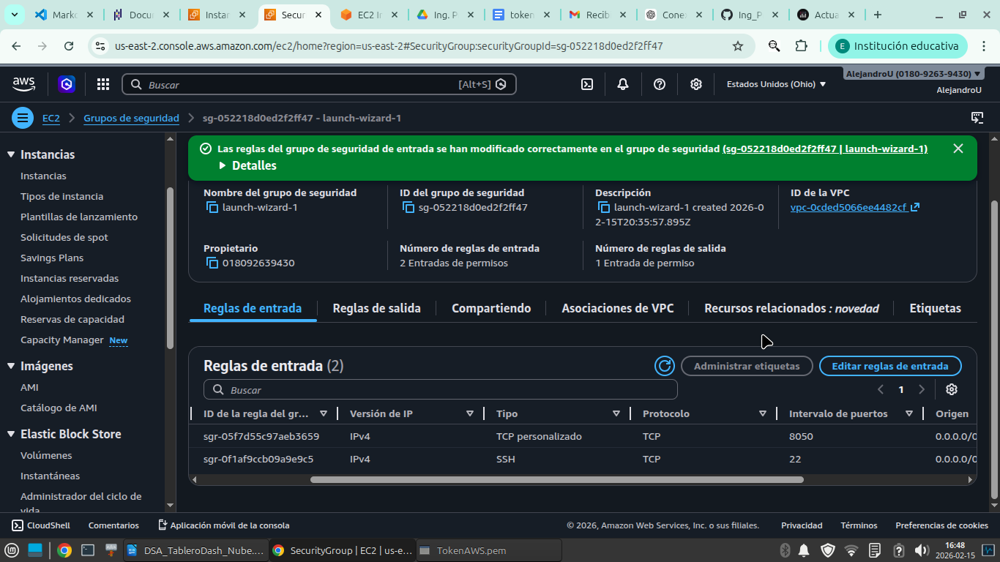 Marko
Docu
Instar
Secur
EC2 Ir
Ing. P
token
Recib
Cone
Ing_P
Actua
us-east-2.console.aws.amazon.com/ec2/home?region=us-east-2#SecurityGroup:securityGroupId=sg-052218d0ed2f2ff47
E Institución educativa
aws
Buscar [Alt+S]
Estados Unidos (Ohio)
AlejandroU (0180-9263-9430)
AlejandroU
EC2
Grupos de seguridad
sg-052218d0ed2f2ff47 - launch-wizard-1
Instancias
Instancias
Tipos de instancia
Plantillas de lanzamiento
Solicitudes de spot
Savings Plans
Instancias reservadas
Alojamientos dedicados
Reservas de capacidad
Capacity Manager New
Imágenes
AMI
Catálogo de AMI
Elastic Block Store
Volúmenes
Instantáneas
Administrador del ciclo de
vida
Las reglas del grupo de seguridad de entrada se han modificado correctamente en el grupo de seguridad (sg-052218d0ed2f2ff47 | launch-wizard-1)
Detalles
Nombre del grupo de seguridad
launch-wizard-1
ID del grupo de seguridad
sg-052218d0ed2f2ff47
Descripción
launch-wizard-1 created 2026-0
2-15T20:35:57.895Z
ID de la VPC
vpc-0cded5066ee4482cf
Propietario
018092639430
Número de reglas de entrada
2 Entradas de permisos
Número de reglas de salida
1 Entrada de permiso
Reglas de entrada
Reglas de salida
Compartiendo
Asociaciones de VPC
Recursos relacionados : novedad
Etiquetas
Reglas de entrada (2)
Administrar etiquetas
Editar reglas de entrada
Buscar
1
ID de la regla del gr... Versión de IP Tipo Protocolo Intervalo de puertos Origen
sgr-05f7d55c97aeb3659 IPv4 TCP personalizado TCP 8050 0.0.0.0/0
sgr-0f1af9ccb09a9e9c5 IPv4 SSH TCP 22 0.0.0.0/0
CloudShell
Comentarios
Aplicación móvil de la consola
© 2026, Amazon Web Services, Inc. o sus filiales.
Privacidad
Términos
Preferencias de cookies
DSA_TableroDash_Nube....
SecurityGroup | EC2 | us-e...
TokenAWS.pem
16:48
2026-02-15